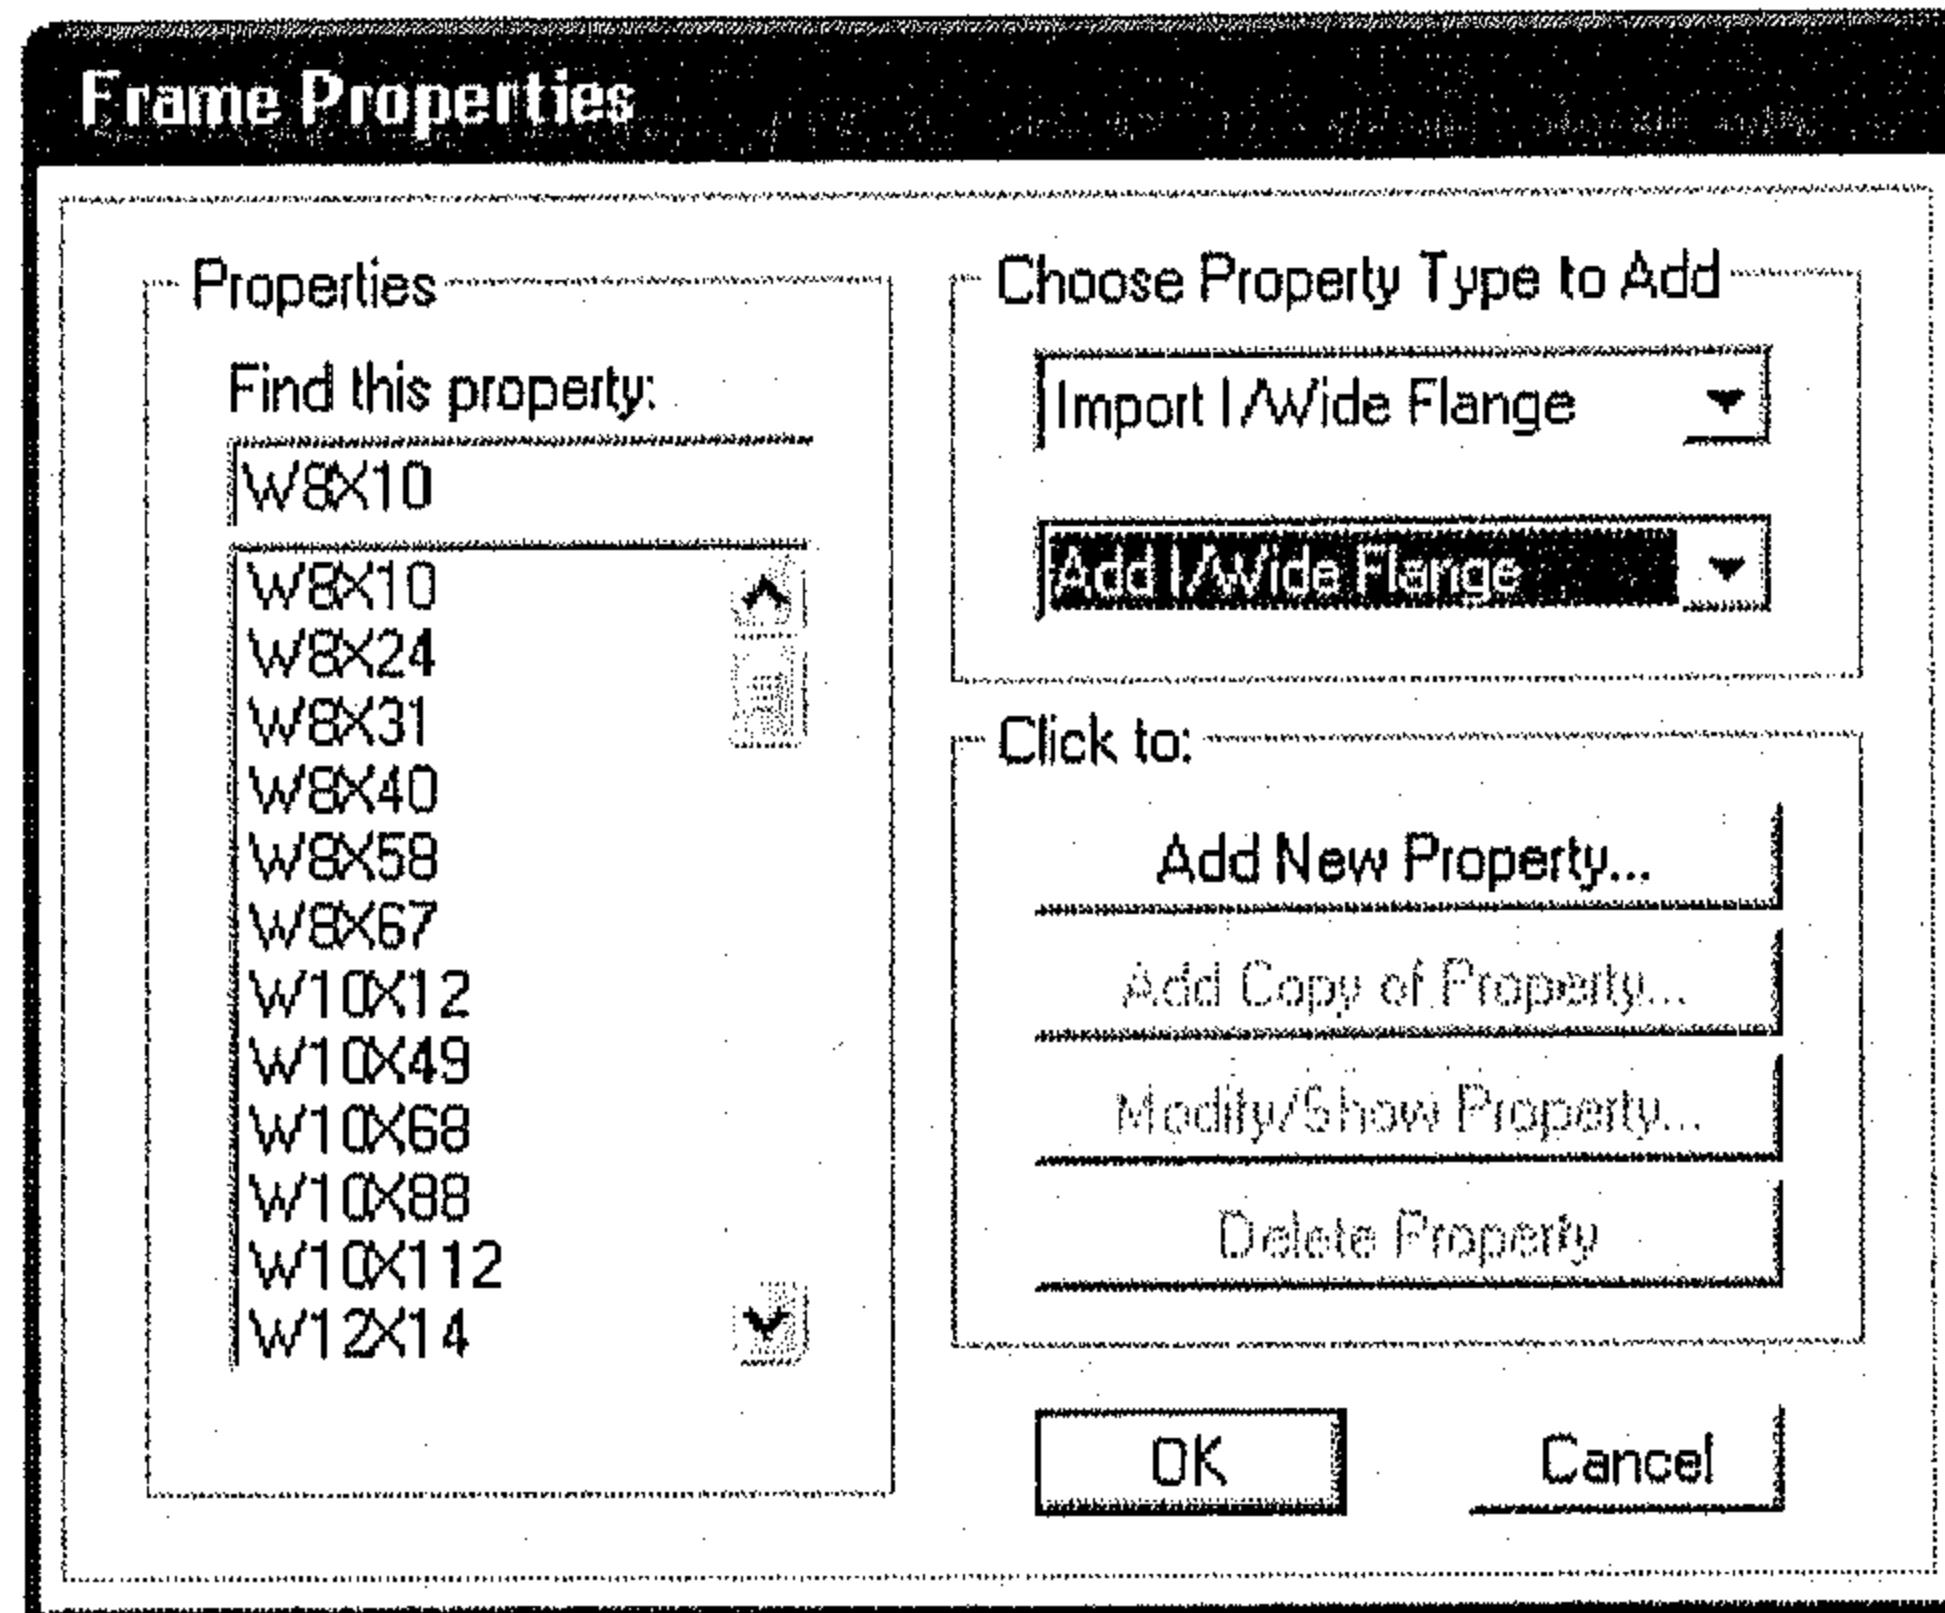 Frame Properties
Properties
Find this property:
W8X10
W8X10
W8X24
W8X31
W8X40
W8X58
W8X67
W10X12
W10X49
W10X68
W10X88
W10X112
W12X14
Choose Property Type to Add
Import I/Wide Flange
Add I/Wide Flange
Click to:
Add New Property...
Add Copy of Property...
Modify/Show Property...
Delete Property
OK
Cancel